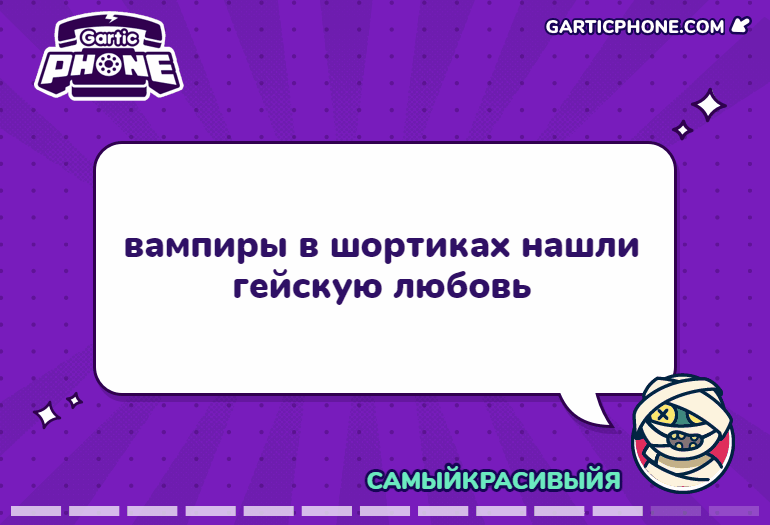 Gartic
PHONE
GARTICPHONE.COM
вампиры в шортиках нашли
гейскую любовь
САМЫЙКРАСИВЫЙЯ